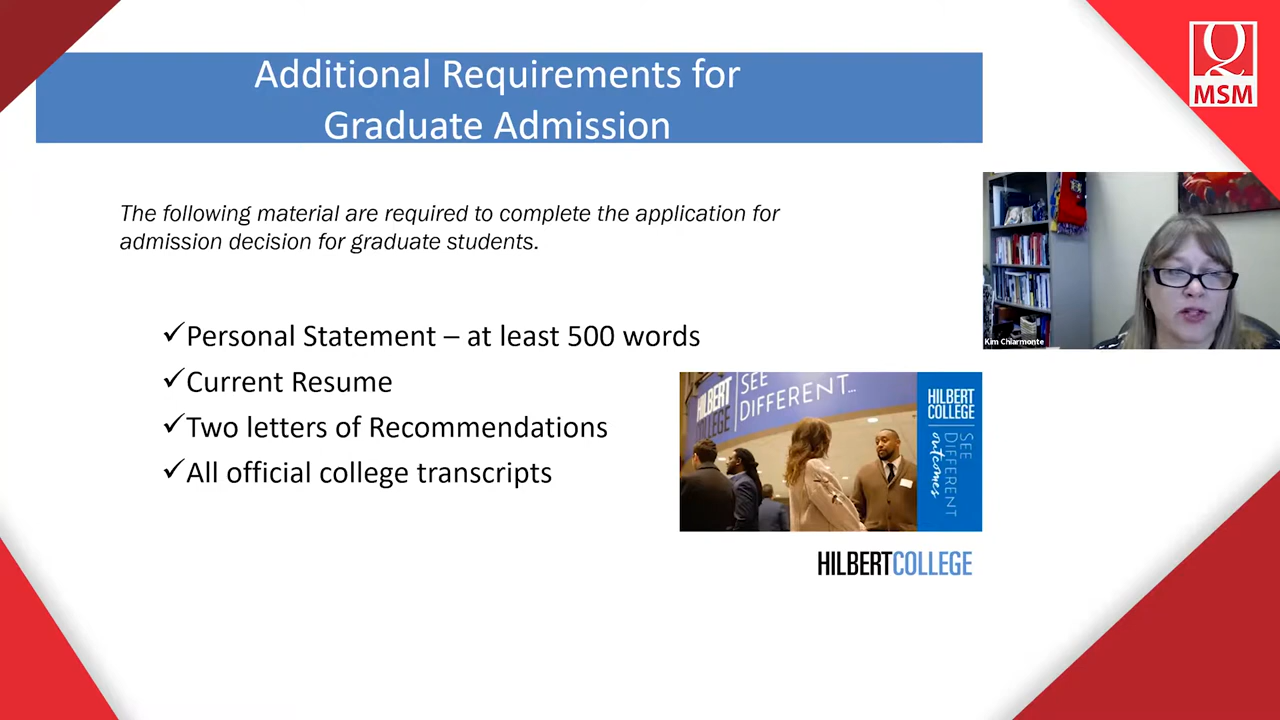 Additional Requirements for
Graduate Admission
MSM
The following material are required to complete the application for
admission decision for graduate students.
Kim Chiarmonte
✓Personal Statement – at least 500 words
✓Current Resume
✓Two letters of Recommendations
✓All official college transcripts
HILBERT
COLLEGE
SEE
DIFFERENT...
HILBERT
COLLEGE
SEE
DIFFERENT
outcomes
HILBERTCOLLEGE